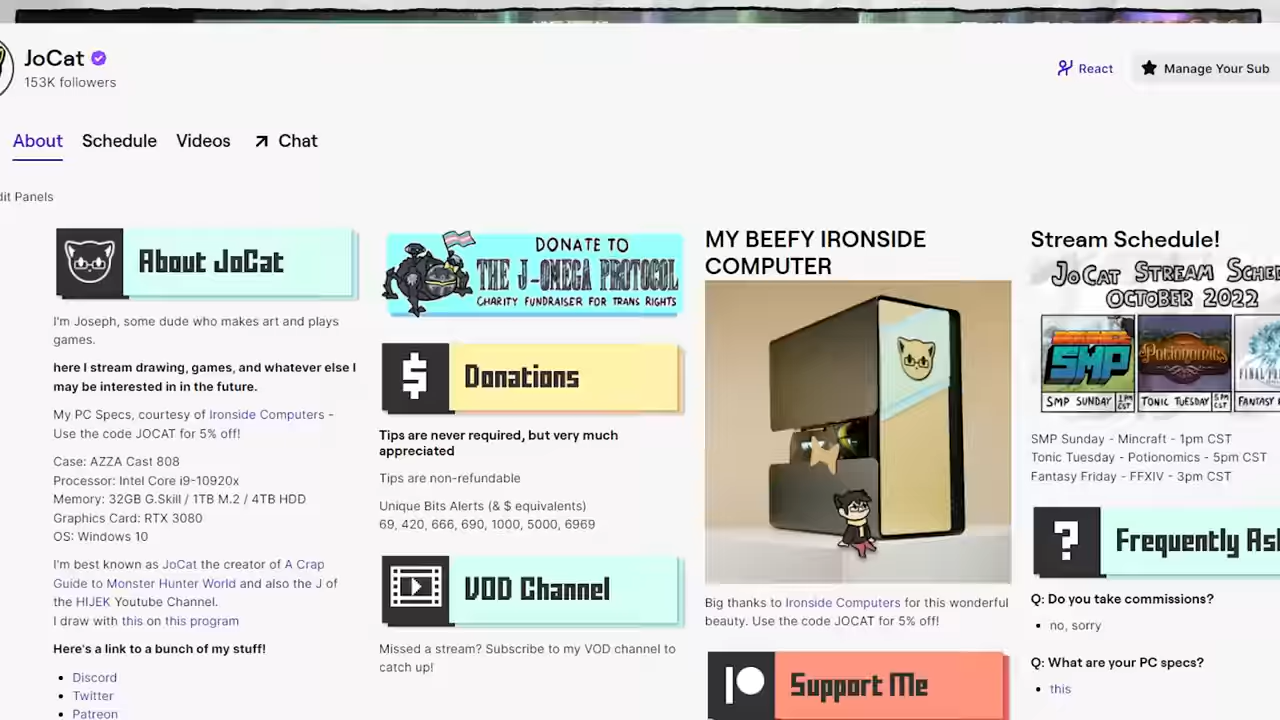 JoCat
153K followers
React
Manage Your Sub
About
Schedule
Videos
Chat
dit Panels
About JoCat
I'm Joseph, some dude who makes art and plays
games.
here I stream drawing, games, and whatever else I
may be interested in in the future.
My PC Specs, courtesy of Ironside Computers -
Use the code JOCAT for 5% off!
Case: AZZA Cast 808
Processor: Intel Core i9-10920x
Memory: 32GB G.Skill / 1TB M.2 / 4TB HDD
Graphics Card: RTX 3080
OS: Windows 10
I'm best known as JoCat the creator of A Crap
Guide to Monster Hunter World and also the J of
the HIJEK Youtube Channel.
I draw with this on this program
Here's a link to a bunch of my stuff!
Discord
Twitter
Patreon
DONATE TO
THE J-OMEGA PROTOCOL
CHARITY FUNDRAISER FOR TRANS RIGHTS
$ Donations
Tips are never required, but very much
appreciated
Tips are non-refundable
Unique Bits Alerts (& $ equivalents)
69, 420, 666, 690, 1000, 5000, 6969
VOD Channel
Missed a stream? Subscribe to my VOD channel to
catch up!
MY BEEFY IRONSIDE
COMPUTER
Big thanks to Ironside Computers for this wonderful
beauty. Use the code JOCAT for 5% off!
Support Me
Stream Schedule!
JOCAT STREAM SCHE
OCTOBER 2022
SMP
Potionomics
FINAL
SMP SUNDAY 1PM CST
TONIC TUESDAY 5PM CST
FANTASY
SMP Sunday - Mincraft - 1pm CST
Tonic Tuesday - Potionomics - 5pm CST
Fantasy Friday - FFXIV - 3pm CST
? Frequently As
Q: Do you take commissions?
no, sorry
Q: What are your PC specs?
this